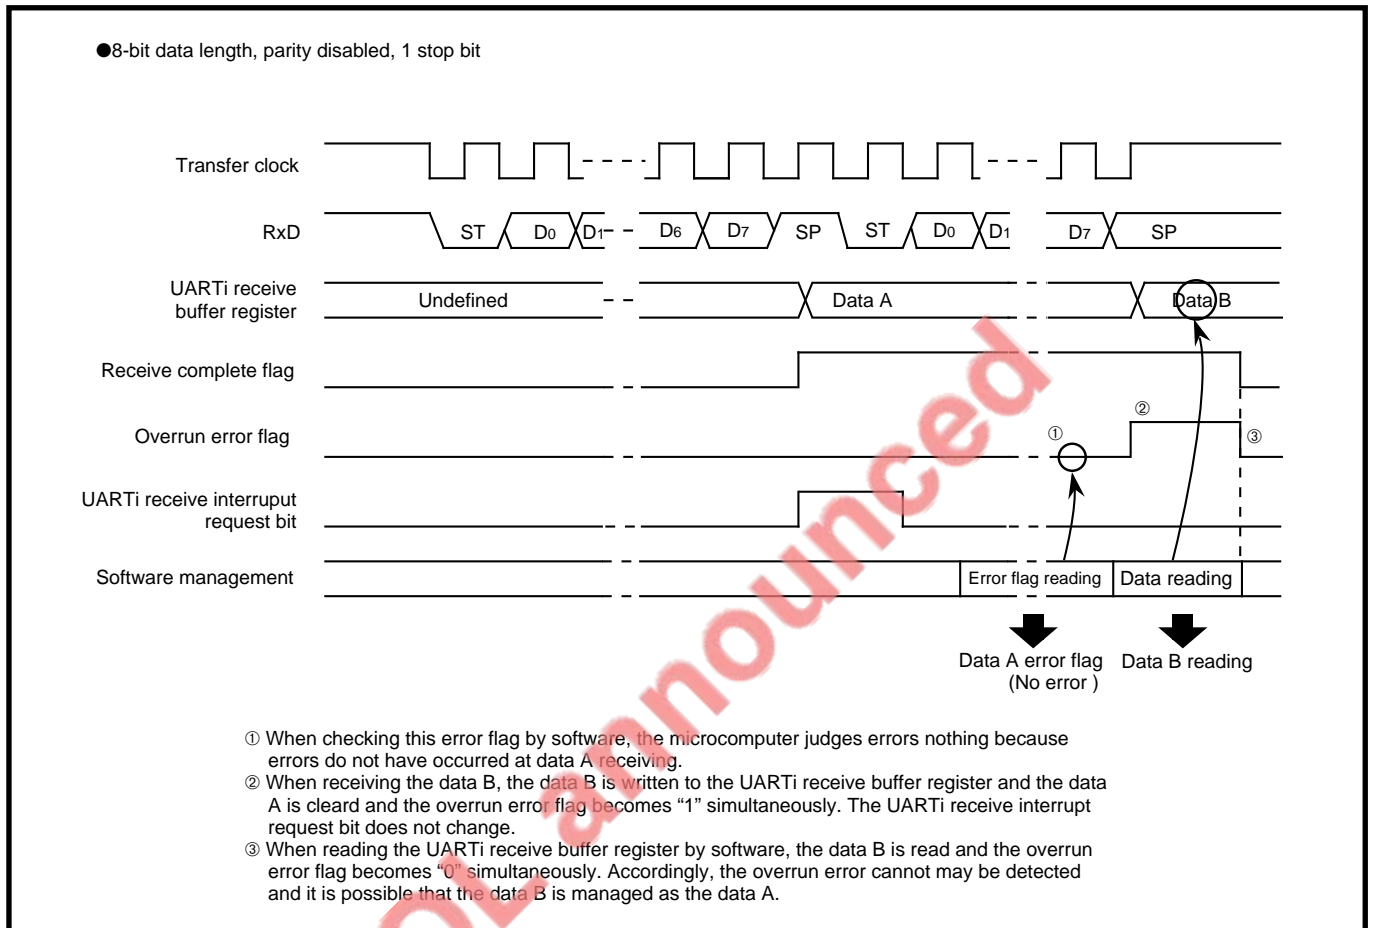 ●8-bit data length, parity disabled, 1 stop bit
Transfer clock
RxD
ST D0 D1 D6 D7 SP ST D0 D1 D7 SP
UARTi receive
buffer register
Undefined Data A Data B
Receive complete flag
Overrun error flag
① ② ③
UARTi receive interruput
request bit
Software management
Error flag reading Data reading
Data A error flag
(No error )
Data B reading
① When checking this error flag by software, the microcomputer judges errors nothing because
errors do not have occurred at data A receiving.
② When receiving the data B, the data B is written to the UARTi receive buffer register and the data
A is cleard and the overrun error flag becomes “1” simultaneously. The UARTi receive interrupt
request bit does not change.
③ When reading the UARTi receive buffer register by software, the data B is read and the overrun
error flag becomes “0” simultaneously. Accordingly, the overrun error cannot may be detected
and it is possible that the data B is managed as the data A.
OL announced